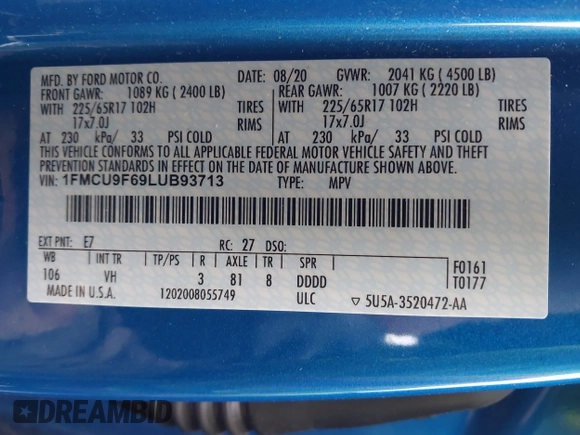 MFD. BY FORD MOTOR CO. 08/20 GVWR: 2041 KG ( 4500 LB)
FRONT GAWR: 1089 KG ( 2400 LB) REAR GAWR: 1007 KG ( 2220 LB)
WITH 225/65R17 102H TIRES WITH 225/65R17 102H TIRES
17x7.0J RIMS 17x7.0J RIMS
AT 230 kPa/ 33 PSI COLD AT 230 kPa/ 33 PSI COLD
THIS VEHICLE CONFORMS TO ALL APPLICABLE FEDERAL MOTOR VEHICLE SAFETY AND THEFT
PREVENTION STANDARDS IN EFFECT ON THE DATE OF MANUFACTURE SHOWN ABOVE.
VIN: 1FMCU9F69LUB93713 TYPE: MPV
EXT PNT: E7 RC: 27 DSO:
WB INT TR TP/PS R AXLE TR SPR F0161
106 VH 3 81 8 DDDD T0177
MADE IN U.S.A. 1202008055749 ULC ▽ 5U5A-3520472-AA
DREAMBID